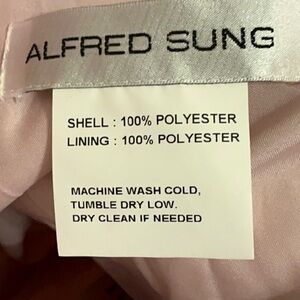 ALFRED SUNG
SHELL : 100% POLYESTER
LINING : 100% POLYESTER
MACHINE WASH COLD,
TUMBLE DRY LOW.
DRY CLEAN IF NEEDED